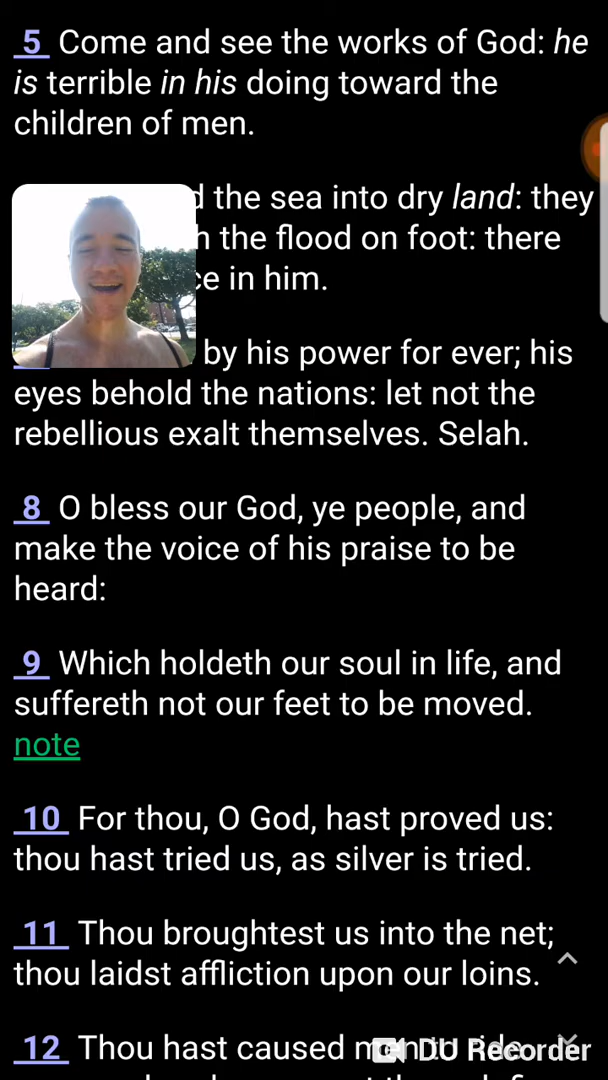 5 Come and see the works of God: he
is terrible in his doing toward the
children of men.
the sea into dry land: they
the flood on foot: there
in him.
by his power for ever; his
eyes behold the nations: let not the
rebellious exalt themselves. Selah.
8 O bless our God, ye people, and
make the voice of his praise to be
heard:
9 Which holdeth our soul in life, and
suffereth not our feet to be moved.
note
10 For thou, O God, hast proved us:
thou hast tried us, as silver is tried.
11 Thou broughtest us into the net;
thou laidst affliction upon our loins.
12 Thou hast caused men to ride
DU Recorder